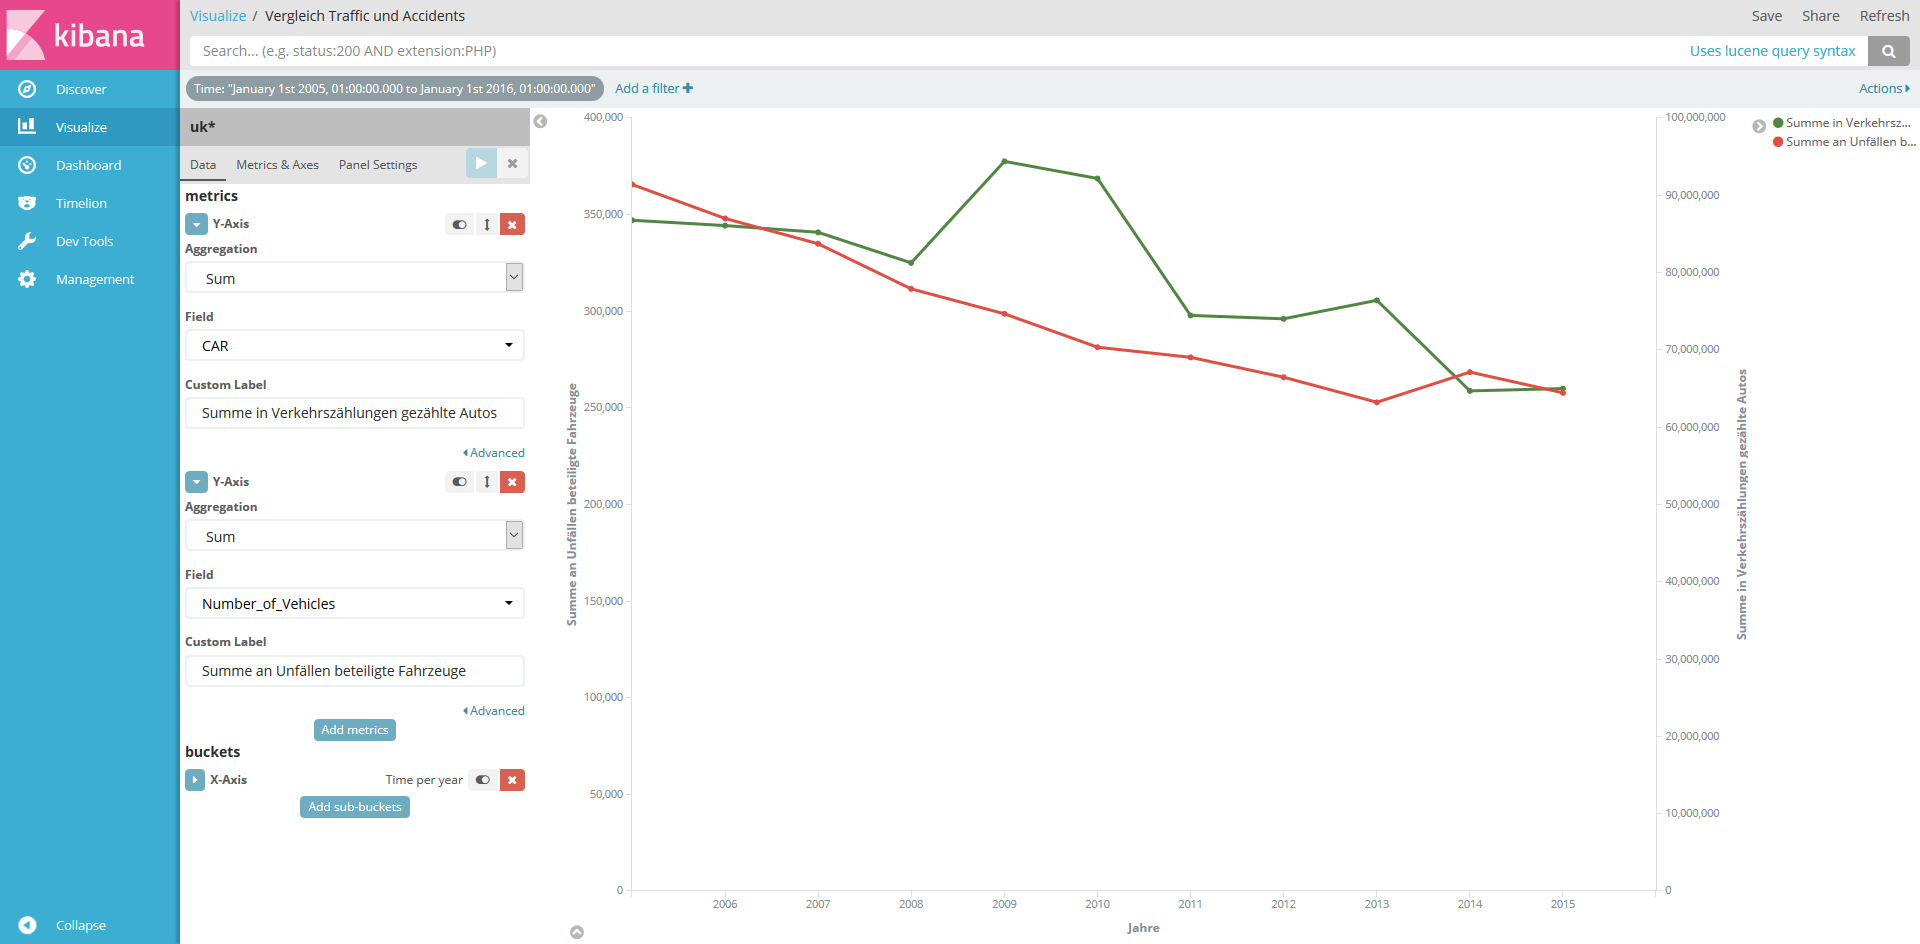 kibana
Discover
Visualize
Dashboard
Timelion
Dev Tools
Management
Collapse
Visualize / Vergleich Traffic und Accidents
Save Share Refresh
Search... (e.g. status:200 AND extension:PHP)
Uses lucene query syntax
Time: "January 1st 2005, 01:00:00.000 to January 1st 2016, 01:00:00.000"
Add a filter
Actions
uk*
Data Metrics & Axes Panel Settings
metrics
Y-Axis
Aggregation
Sum
Field
CAR
Custom Label
Summe in Verkehrszählungen gezählte Autos
Advanced
Y-Axis
Aggregation
Sum
Field
Number_of_Vehicles
Custom Label
Summe an Unfällen beteiligte Fahrzeuge
Advanced
Add metrics
buckets
X-Axis Time per year
Add sub-buckets
Summe an Unfällen beteiligte Fahrzeuge
400,000
350,000
300,000
250,000
200,000
150,000
100,000
50,000
0
2006 2007 2008 2009 2010 2011 2012 2013 2014 2015
Jahre
100,000,000
90,000,000
80,000,000
70,000,000
60,000,000
50,000,000
40,000,000
30,000,000
20,000,000
10,000,000
0
Summe in Verkehrszählungen gezählte Autos
Summe in Verkehrsz...
Summe an Unfällen b...